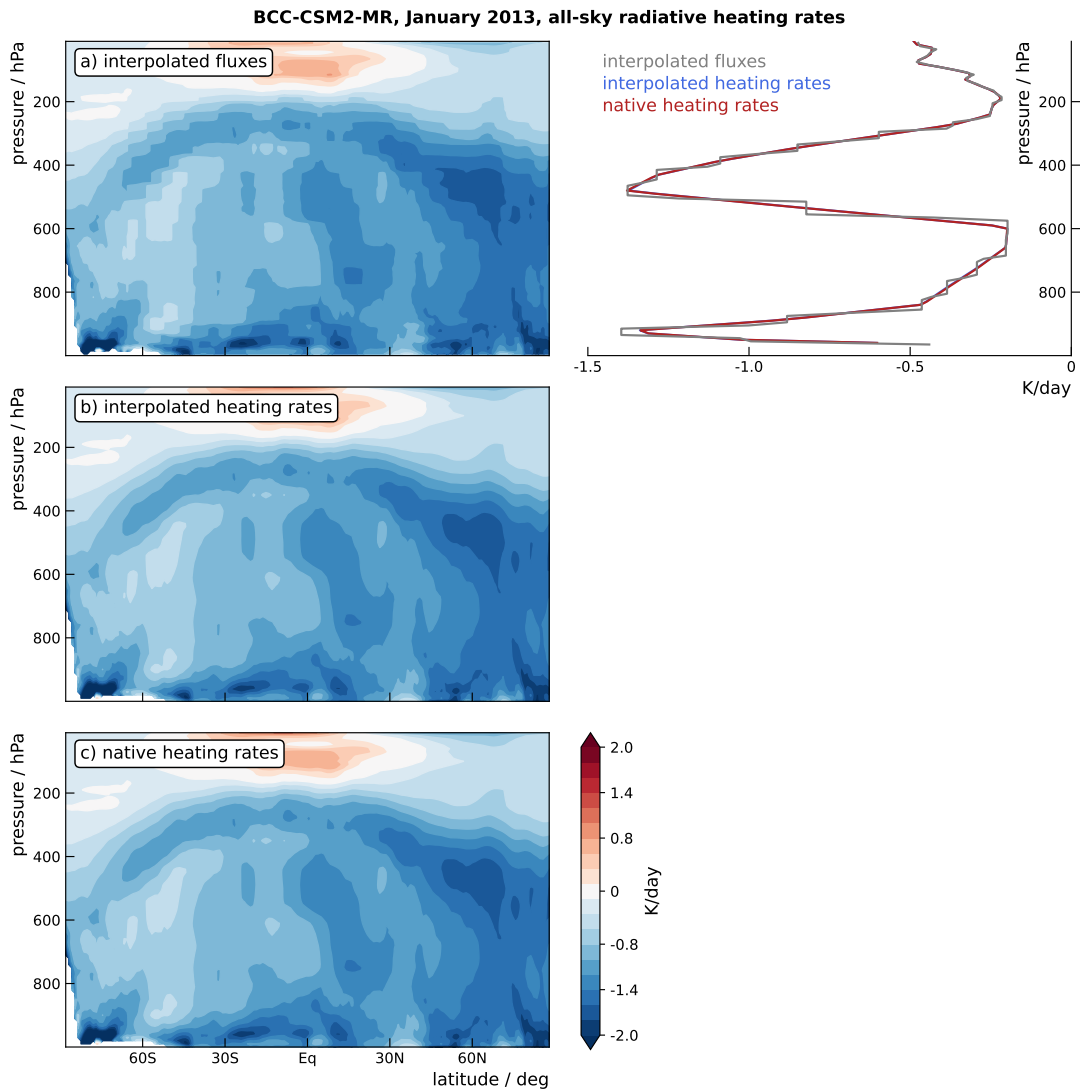 BCC-CSM2-MR, January 2013, all-sky radiative heating rates
a) interpolated fluxes
pressure / hPa
200
400
600
800
interpolated fluxes
interpolated heating rates
native heating rates
pressure / hPa
200
400
600
800
-1.5
-1.0
-0.5
0
K/day
b) interpolated heating rates
pressure / hPa
200
400
600
800
c) native heating rates
pressure / hPa
200
400
600
800
60S
30S
Eq
30N
60N
latitude / deg
2.0
1.4
0.8
0
-0.8
-1.4
-2.0
K/day